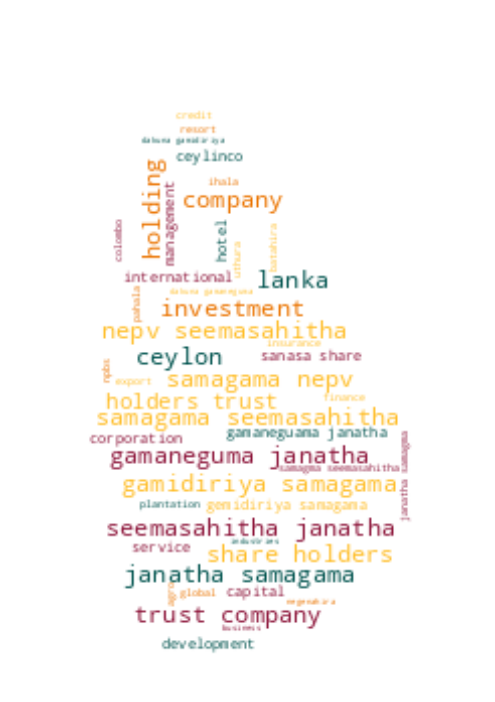 credit
resort
dakuna gamidiriya
ceylinco
holding
management
ihala
company
colombo
hotel
uthura
batahira
international
lanka
pahala
dakuna gamaneguma
investment
nepv seemasahitha
insurance
ceylon
sanasa share
npbs
export
samagama nepv
holders trust
finance
samagama seemasahitha
corporation
gamaneguama janatha
gamaneguma janatha
samagma seemasahitha
janatha samagma
gamidiriya samagama
plantation
gemidiriya samagama
seemasahitha janatha
industries
service
share holders
janatha samagama
agro
global
capital
negenahira
trust company
business
development